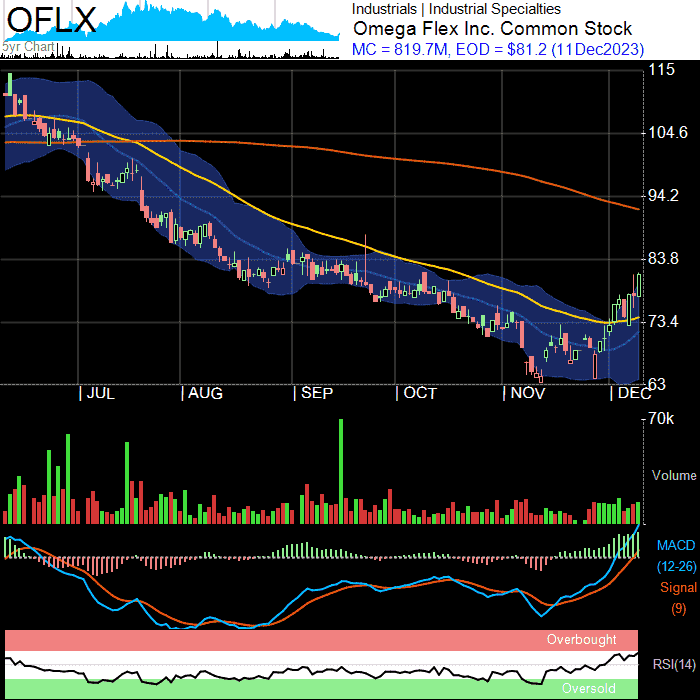 OFLX
5yr Chart
Industrials | Industrial Specialties
Omega Flex Inc. Common Stock
MC = 819.7M, EOD = $81.2 (11Dec2023)
115
104.6
94.2
83.8
73.4
63
| JUL | AUG | SEP | OCT | NOV | DEC
70k
Volume
MACD
(12-26)
Signal
(9)
Overbought
RSI(14)
Oversold